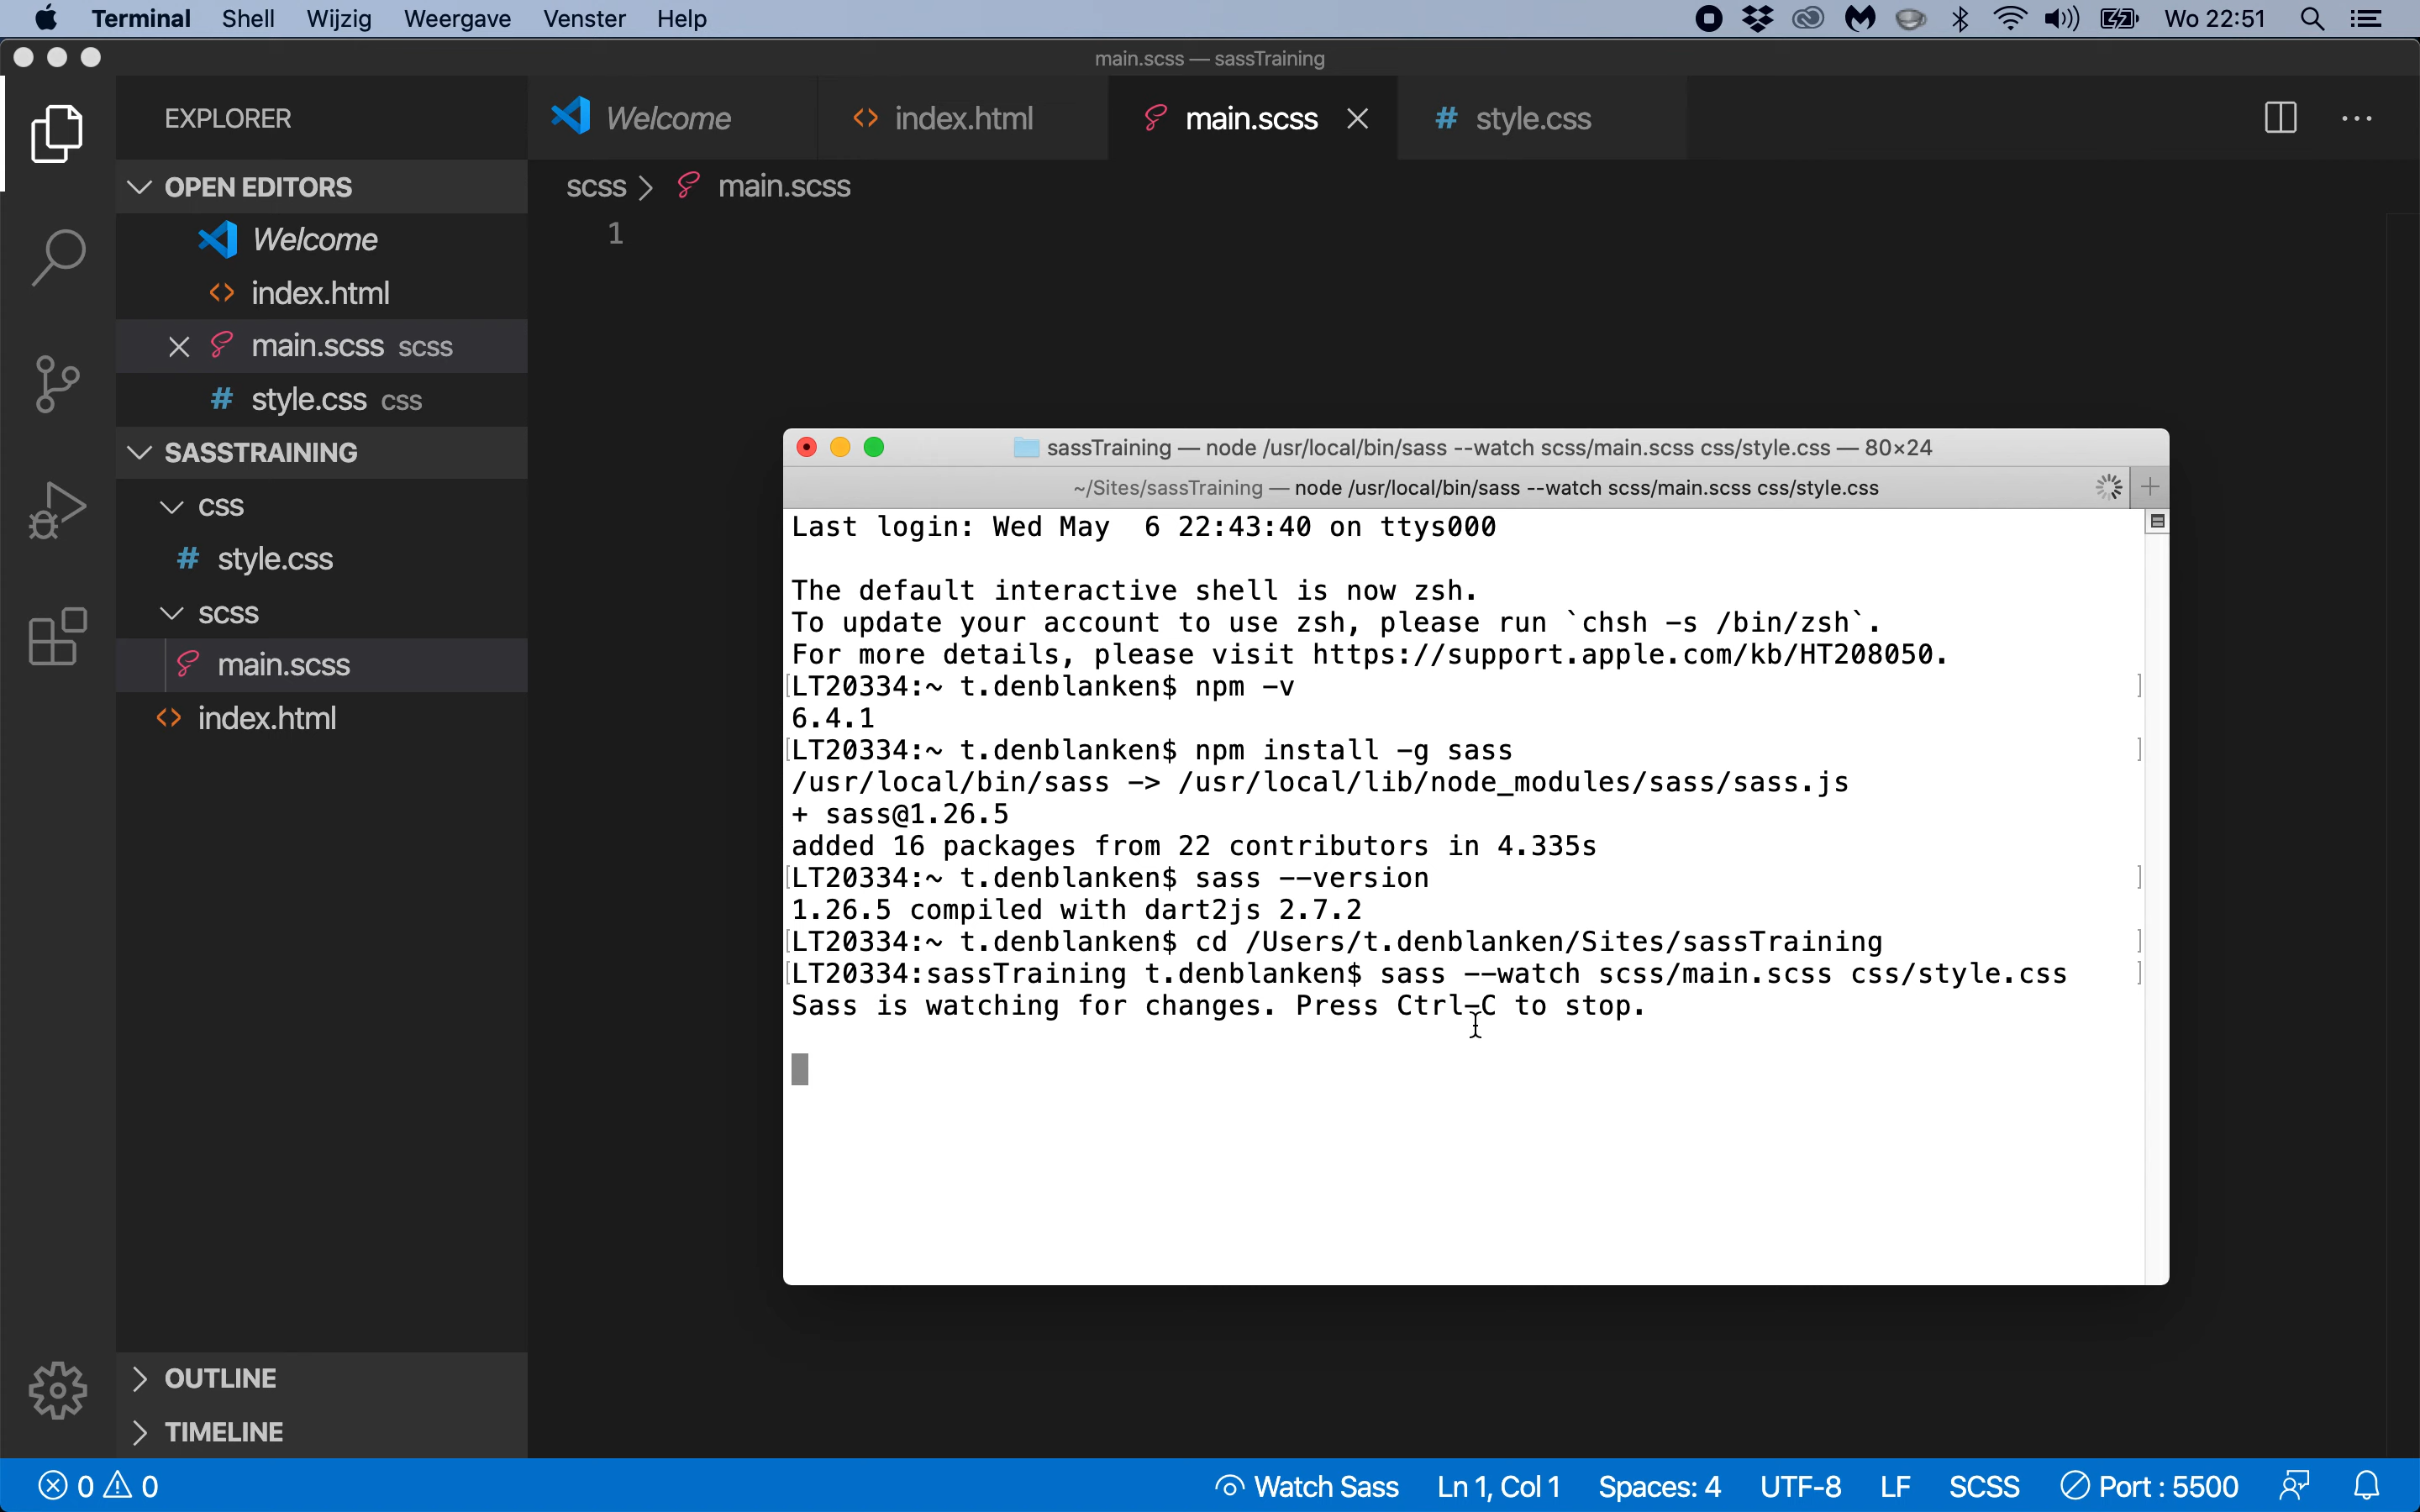 Terminal Shell Wijzig Weergave Venster Help Wo 22:51
main.scss — sassTraining
EXPLORER
Welcome
index.html
main.scss
style.css
OPEN EDITORS
scss > main.scss
Welcome
1
index.html
main.scss scss
style.css css
SASSTRAINING
css
style.css
scss
main.scss
index.html
sassTraining — node /usr/local/bin/sass --watch scss/main.scss css/style.css — 80×24
~/Sites/sassTraining — node /usr/local/bin/sass --watch scss/main.scss css/style.css
Last login: Wed May  6 22:43:40 on ttys000
The default interactive shell is now zsh.
To update your account to use zsh, please run `chsh -s /bin/zsh`.
For more details, please visit https://support.apple.com/kb/HT208050.
[LT20334:~ t.denblanken$ npm -v ]
6.4.1
[LT20334:~ t.denblanken$ npm install -g sass ]
/usr/local/bin/sass -> /usr/local/lib/node_modules/sass/sass.js
+ sass@1.26.5
added 16 packages from 22 contributors in 4.335s
[LT20334:~ t.denblanken$ sass --version ]
1.26.5 compiled with dart2js 2.7.2
[LT20334:~ t.denblanken$ cd /Users/t.denblanken/Sites/sassTraining ]
[LT20334:sassTraining t.denblanken$ sass --watch scss/main.scss css/style.css ]
Sass is watching for changes. Press Ctrl-C to stop.
OUTLINE
TIMELINE
0 0 Watch Sass Ln 1, Col 1 Spaces: 4 UTF-8 LF SCSS Port : 5500